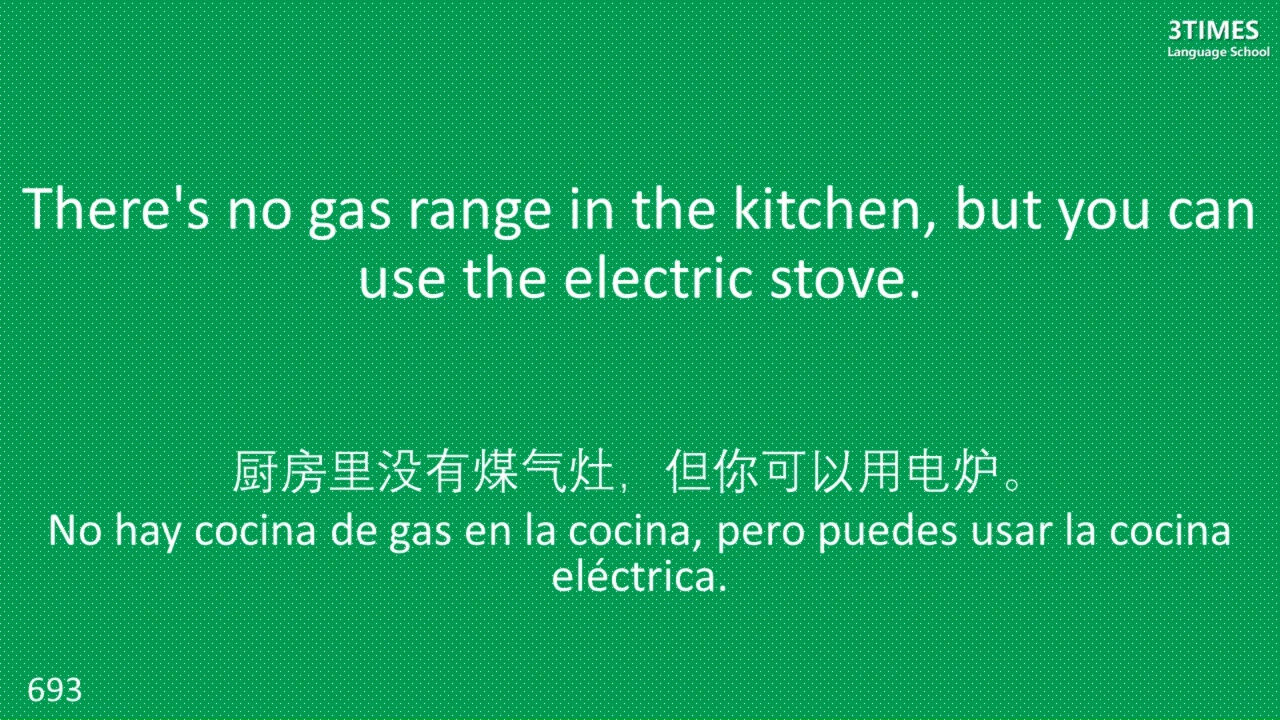 3TIMES
Language School
There's no gas range in the kitchen, but you can
use the electric stove.
厨房里没有煤气灶，但你可以用电炉。
No hay cocina de gas en la cocina, pero puedes usar la cocina
eléctrica.
693